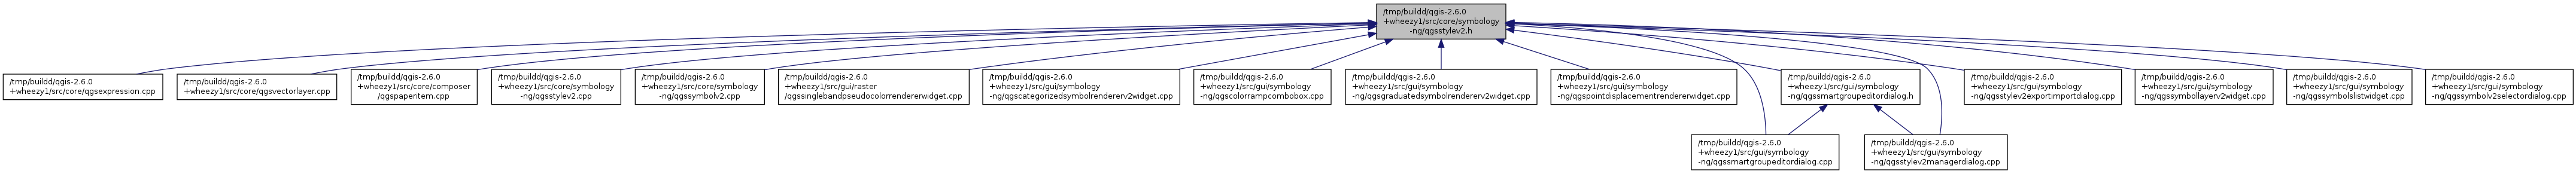 /tmp/buildd/qgis-2.6.0
+wheezy1/src/core/symbology
-ng/qgsstylev2.h
/tmp/buildd/qgis-2.6.0
+wheezy1/src/core/qgsexpression.cpp
/tmp/buildd/qgis-2.6.0
+wheezy1/src/core/qgsvectorlayer.cpp
/tmp/buildd/qgis-2.6.0
+wheezy1/src/core/composer
/qgspaperitem.cpp
/tmp/buildd/qgis-2.6.0
+wheezy1/src/core/symbology
-ng/qgsstylev2.cpp
/tmp/buildd/qgis-2.6.0
+wheezy1/src/core/symbology
-ng/qgssymbolv2.cpp
/tmp/buildd/qgis-2.6.0
+wheezy1/src/gui/raster
/qgssinglebandpseudocolorrendererwidget.cpp
/tmp/buildd/qgis-2.6.0
+wheezy1/src/gui/symbology
-ng/qgscategorizedsymbolrendererv2widget.cpp
/tmp/buildd/qgis-2.6.0
+wheezy1/src/gui/symbology
-ng/qgscolorrampcombobox.cpp
/tmp/buildd/qgis-2.6.0
+wheezy1/src/gui/symbology
-ng/qgsgraduatedsymbolrendererv2widget.cpp
/tmp/buildd/qgis-2.6.0
+wheezy1/src/gui/symbology
-ng/qgspointdisplacementrendererwidget.cpp
/tmp/buildd/qgis-2.6.0
+wheezy1/src/gui/symbology
-ng/qgssmartgroupeditordialog.h
/tmp/buildd/qgis-2.6.0
+wheezy1/src/gui/symbology
-ng/qgsstylev2exportimportdialog.cpp
/tmp/buildd/qgis-2.6.0
+wheezy1/src/gui/symbology
-ng/qgssymbollayerv2widget.cpp
/tmp/buildd/qgis-2.6.0
+wheezy1/src/gui/symbology
-ng/qgssymbolslistwidget.cpp
/tmp/buildd/qgis-2.6.0
+wheezy1/src/gui/symbology
-ng/qgssymbolv2selectordialog.cpp
/tmp/buildd/qgis-2.6.0
+wheezy1/src/gui/symbology
-ng/qgssmartgroupeditordialog.cpp
/tmp/buildd/qgis-2.6.0
+wheezy1/src/gui/symbology
-ng/qgsstylev2managerdialog.cpp